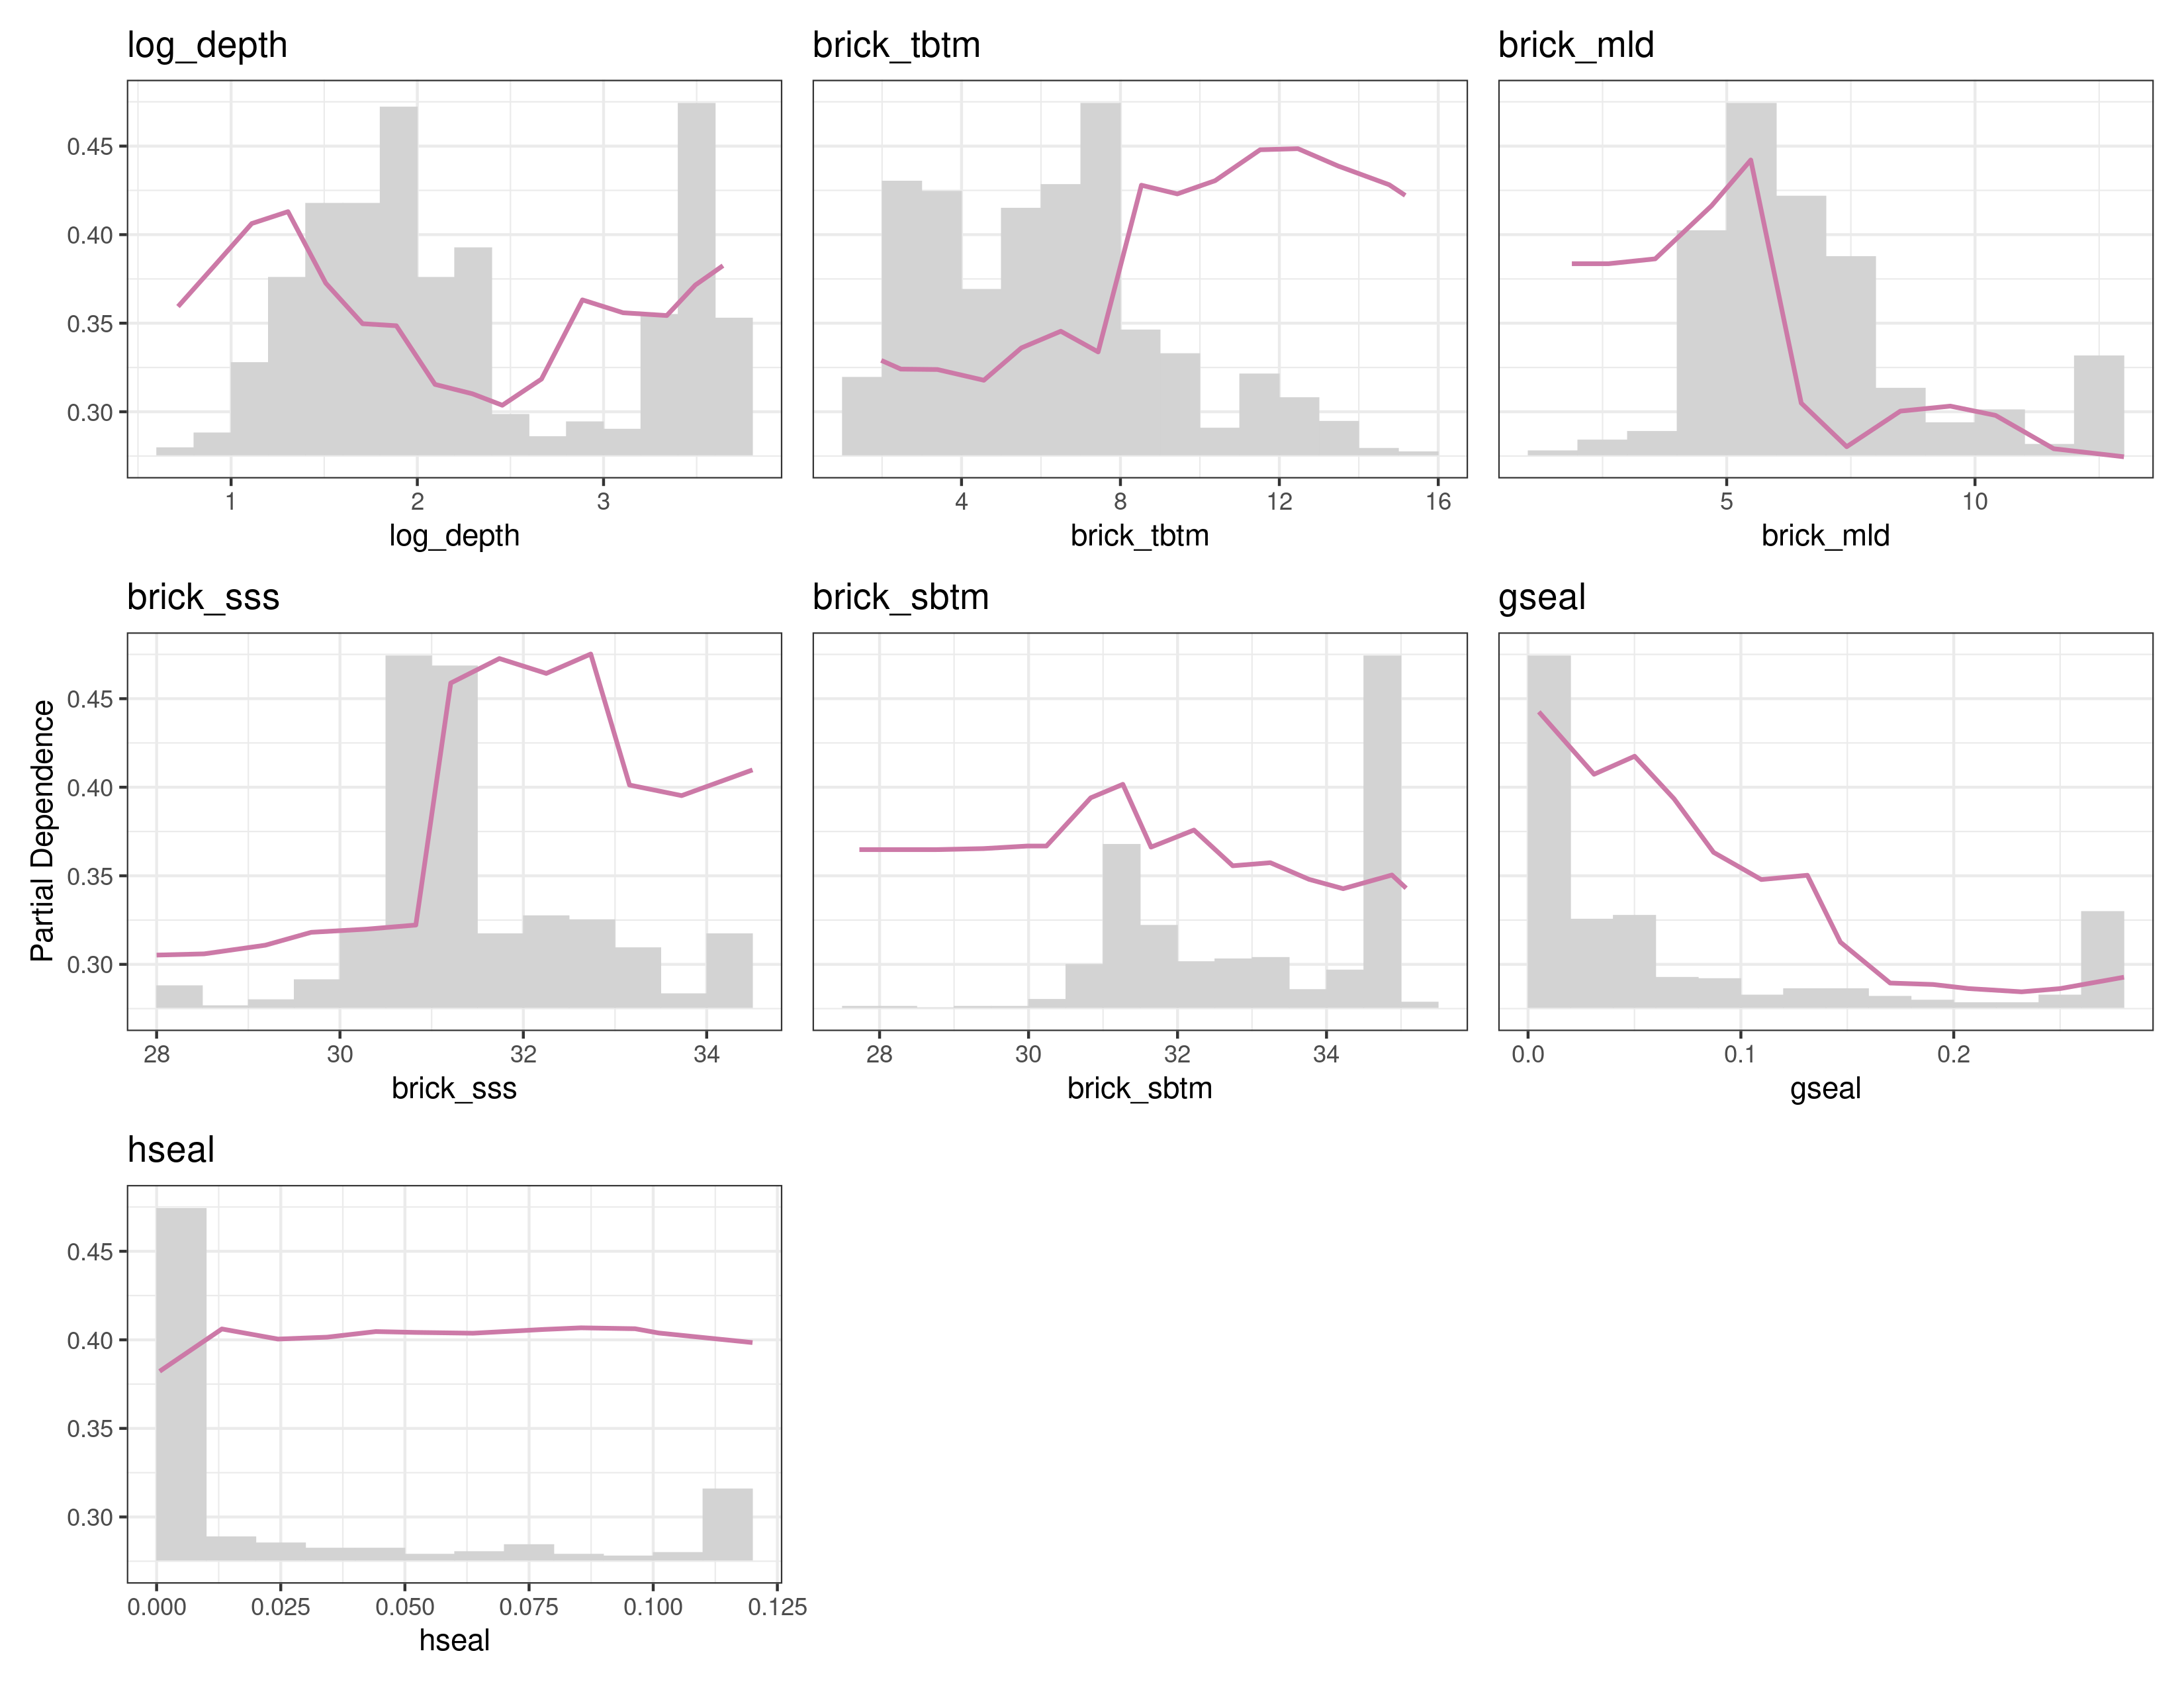 log_depth
brick_tbtm
brick_mld
0.45
0.40
0.35
0.30
1 2 3
4 8 12 16
5 10
log_depth
brick_tbtm
brick_mld
brick_sss
brick_sbtm
gseal
Partial Dependence
0.45
0.40
0.35
0.30
28 30 32 34
28 30 32 34
0.0 0.1 0.2
brick_sss
brick_sbtm
gseal
hseal
0.45
0.40
0.35
0.30
0.000 0.025 0.050 0.075 0.100 0.125
hseal